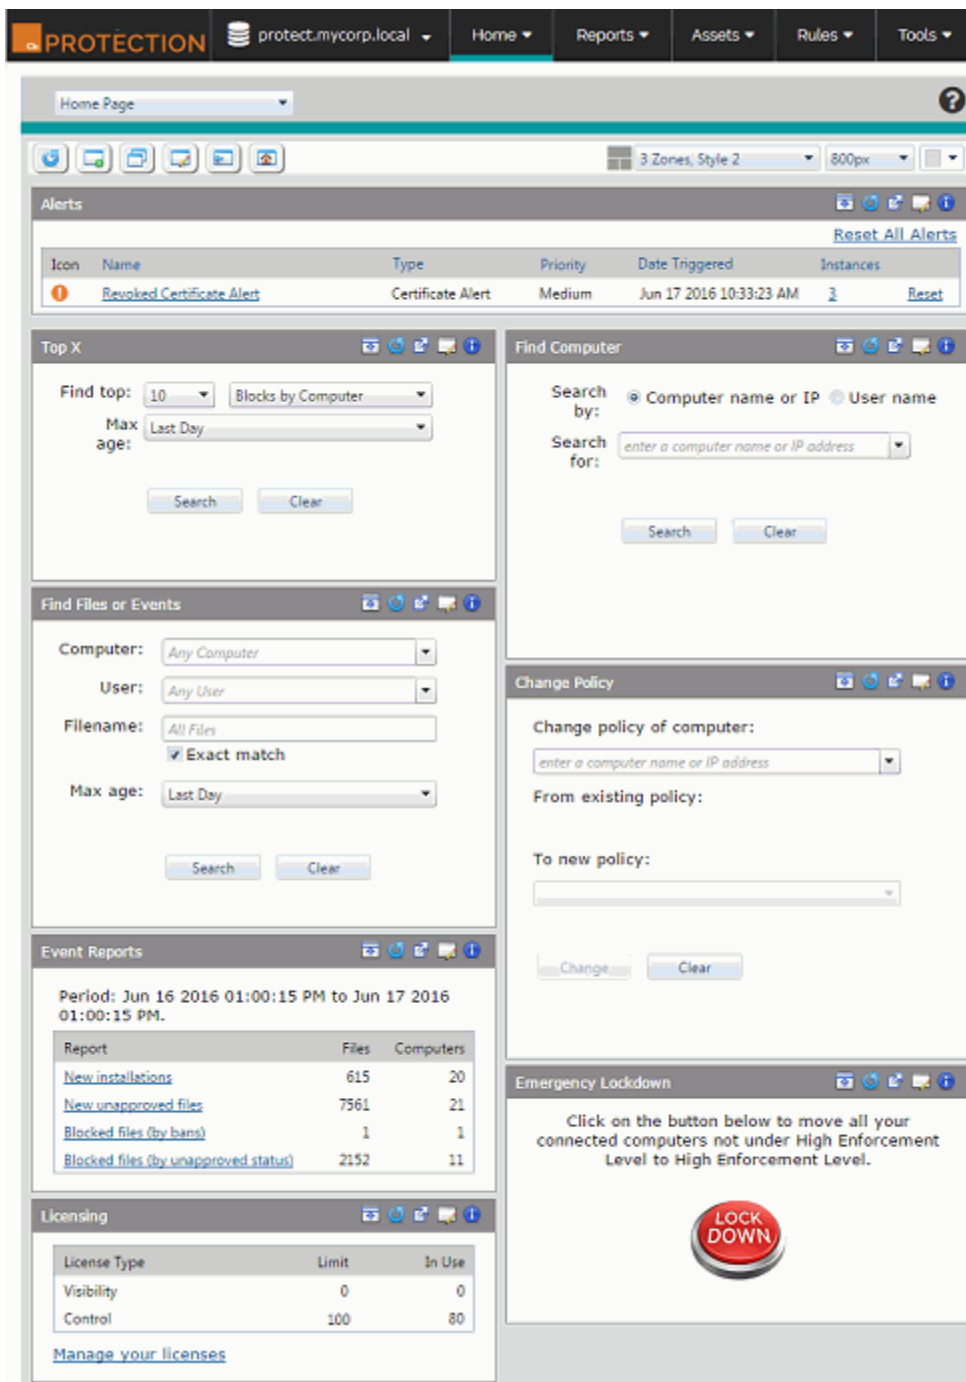 Cb PROTECTION protect.mycorp.local Home Reports Assets Rules Tools
Home Page
3 Zones, Style 2 800px
Alerts
Reset All Alerts
Icon Name Type Priority Date Triggered Instances
Revoked Certificate Alert Certificate Alert Medium Jun 17 2016 10:33:23 AM 3 Reset
Top X
Find top: 10 Blocks by Computer
Max age: Last Day
Search Clear
Find Computer
Search by: Computer name or IP User name
Search for: enter a computer name or IP address
Search Clear
Find Files or Events
Computer: Any Computer
User: Any User
Filename: All Files
Exact match
Max age: Last Day
Search Clear
Change Policy
Change policy of computer:
enter a computer name or IP address
From existing policy:
To new policy:
Change Clear
Event Reports
Period: Jun 16 2016 01:00:15 PM to Jun 17 2016
01:00:15 PM.
Report Files Computers
New installations 615 20
New unapproved files 7561 21
Blocked files (by bans) 1 1
Blocked files (by unapproved status) 2152 11
Emergency Lockdown
Click on the button below to move all your
connected computers not under High Enforcement
Level to High Enforcement Level.
LOCK
DOWN
Licensing
License Type Limit In Use
Visibility 0 0
Control 100 80
Manage your licenses